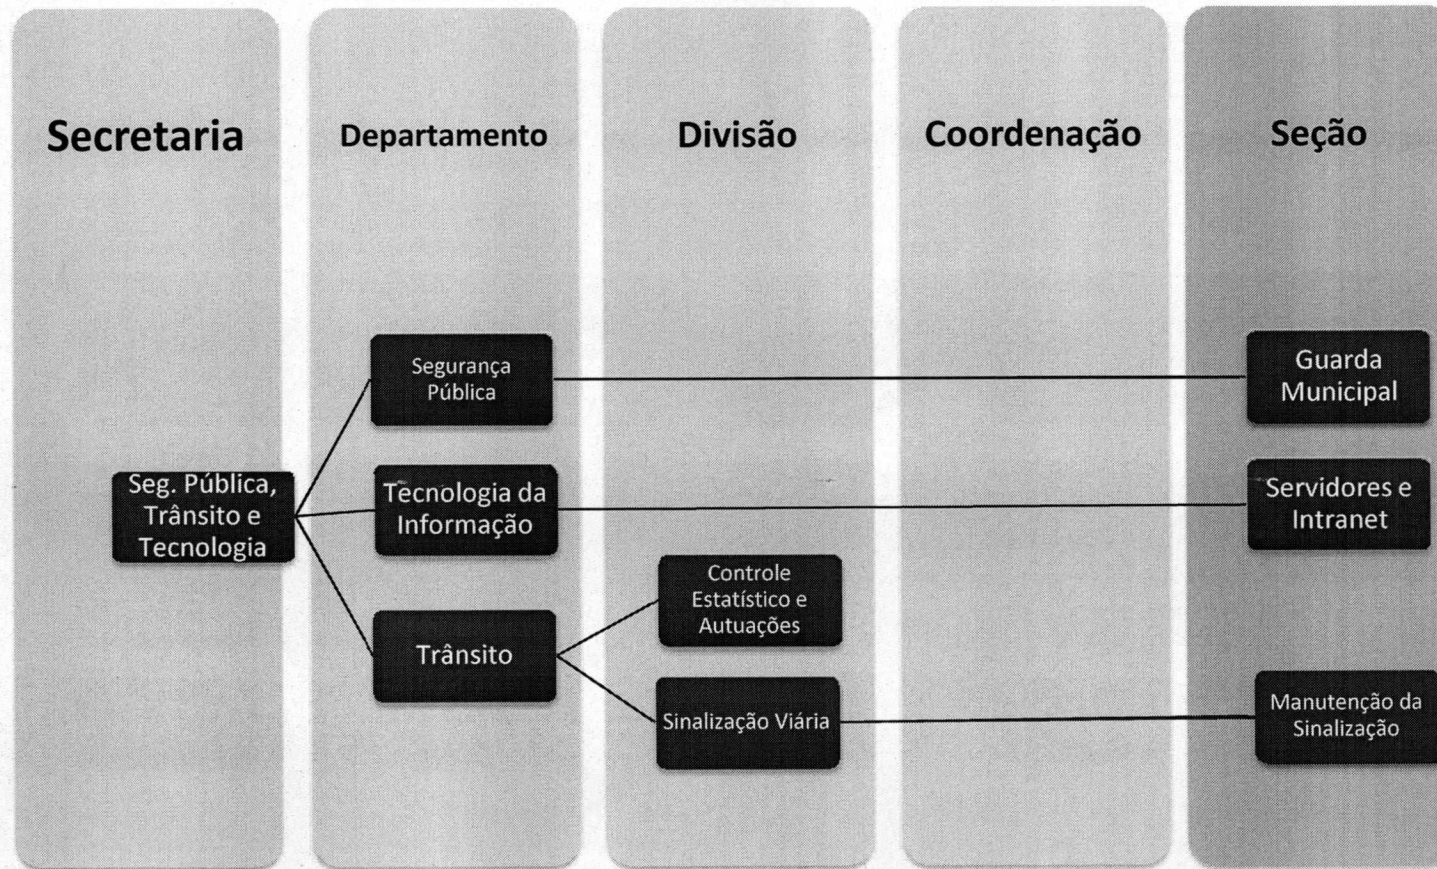 Secretaria
Departamento
Divisão
Coordenação
Seção
Segurança
Pública
Guarda
Municipal
Seg. Pública,
Trânsito e
Tecnologia
Tecnologia da
Informação
Servidores e
Intranet
Controle
Estatístico e
Autuações
Trânsito
Sinalização Viária
Manutenção da
Sinalização